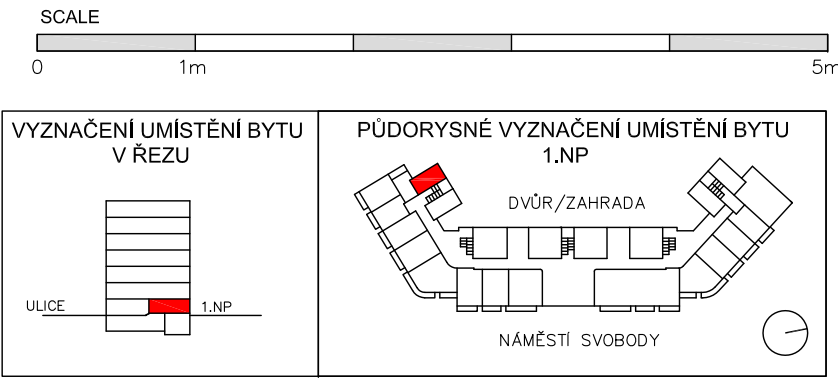 SCALE
0 1m 5m
VYZNAČENÍ UMÍSTĚNÍ BYTU
V ŘEZU
ULICE 1.NP
PŮDORYSNÉ VYZNAČENÍ UMÍSTĚNÍ BYTU
1.NP
DVŮR/ZAHRADA
NÁMĚSTÍ SVOBODY